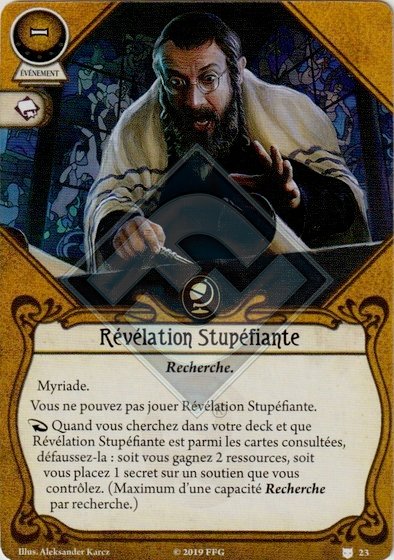 ÉVÉNEMENT
Révélation Stupéfiante
Recherche.
Myriade.
Vous ne pouvez pas jouer Révélation Stupéfiante.
Quand vous cherchez dans votre deck et que
Révélation Stupéfiante est parmi les cartes consultées,
défaussez-la : soit vous gagnez 2 ressources, soit
vous placez 1 secret sur un soutien que vous
contrôlez. (Maximum d'une capacité Recherche
par recherche.)
Illus. Aleksander Karcz © 2019 FFG 23